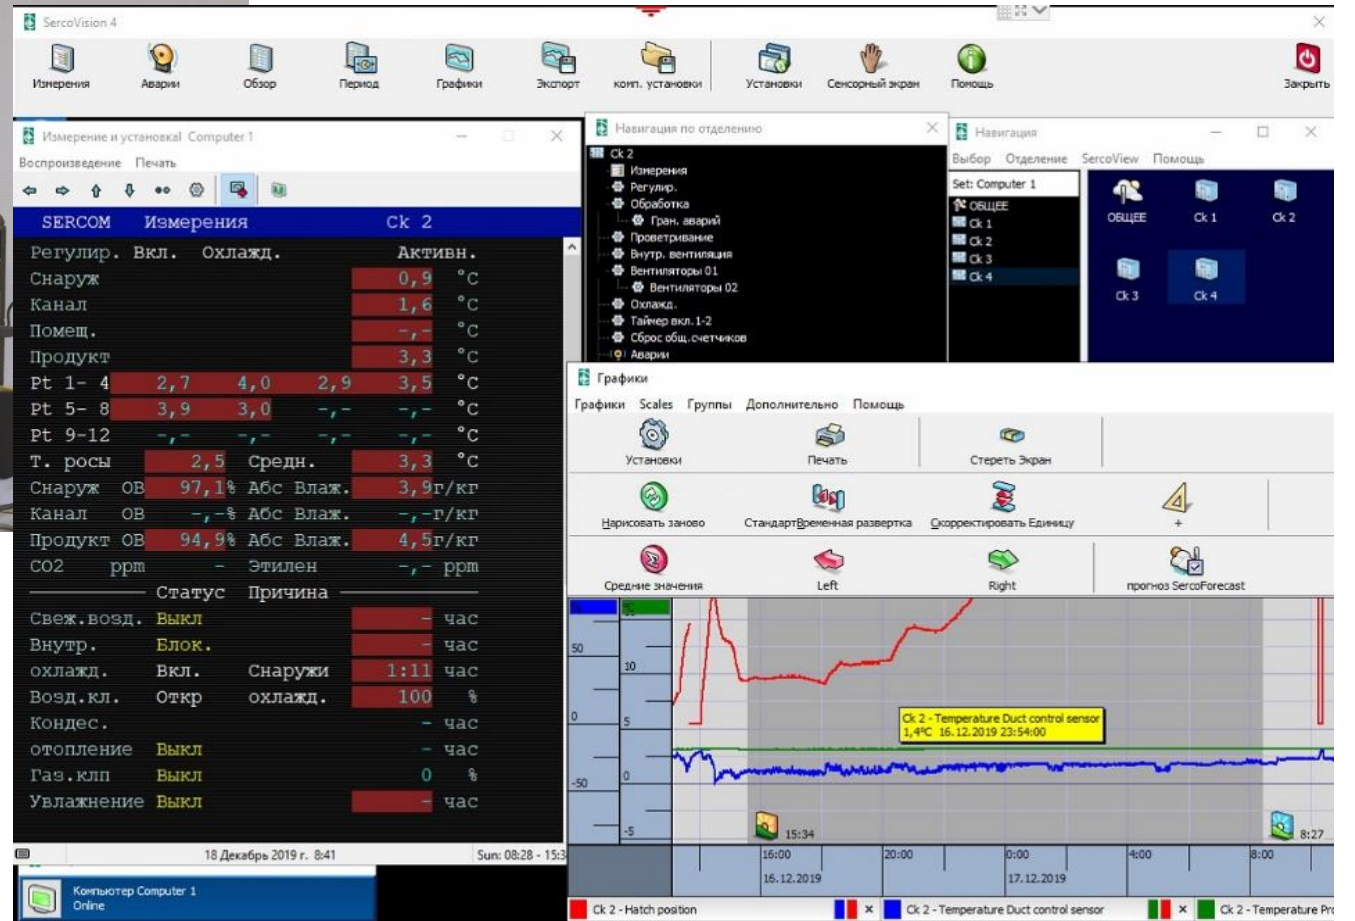 SercoVision 4
Измерения Аварии Обзор Период Графики Экспорт комп. установки Установки Сенсорный экран Помощь Закрыть
Измерение и установкаl Computer 1
Воспроизведение Печать
SERCOM Измерения Ck 2
Регулир. Вкл. Охлажд. Активн.
Снаруж 0,9 °C
Канал 1,6 °C
Помещ. -,- °C
Продукт 3,3 °C
Pt 1- 4 2,7 4,0 2,9 3,5 °C
Pt 5- 8 3,9 3,0 -,- -,- °C
Pt 9-12 -,- -,- -,- -,- °C
Т. росы 2,5 Средн. 3,3 °C
Снаруж ОВ 97,1% Абс Влаж. 3,9г/кг
Канал ОВ -,-% Абс Влаж. -,-г/кг
Продукт ОВ 94,9% Абс Влаж. 4,5г/кг
CO2 ppm - Этилен -,- ppm
Статус Причина
Свеж.возд. Выкл - час
Внутр. Блок. - час
охлажд. Вкл. Снаружи 1:11 час
Возд.кл. Откр охлажд. 100 %
Кондес. - час
отопление Выкл - час
Газ.клп Выкл 0 %
Увлажнение Выкл - час
18 Декабрь 2019 г. 8:41 Sun: 08:28 - 15:3
Компьютер Computer 1
Online
Навигация по отделению
Ck 2
Измерения
Регулир.
Обработка
Гран. аварий
Проветривание
Внутр. вентиляция
Вентиляторы 01
Вентиляторы 02
Охлажд.
Таймер вкл.1-2
Сброс общ.счетчиков
Аварии
Навигация
Выбор Отделение SercoView Помощь
Set: Computer 1
ОБЩЕЕ
Ck 1
Ck 2
Ck 3
Ck 4
ОБЩЕЕ Ck 1 Ck 2
Ck 3 Ck 4
Графики
Графики Scales Группы Дополнительно Помощь
Установки Печать Стереть Экран
Нарисовать заново СтандартВременная развертка Скорректировать Единицу +
Средние значения Left Right прогноз SercoForecast
% °C
50 10
0 5
-50 0
-5
Ck 2 - Temperature Duct control sensor
1,4°C 16.12.2019 23:54:00
15:34 8:27
16:00 20:00 0:00 4:00 8:00
16.12.2019 17.12.2019
Ck 2 - Hatch position × Ck 2 - Temperature Duct control sensor × Ck 2 - Temperature Pro